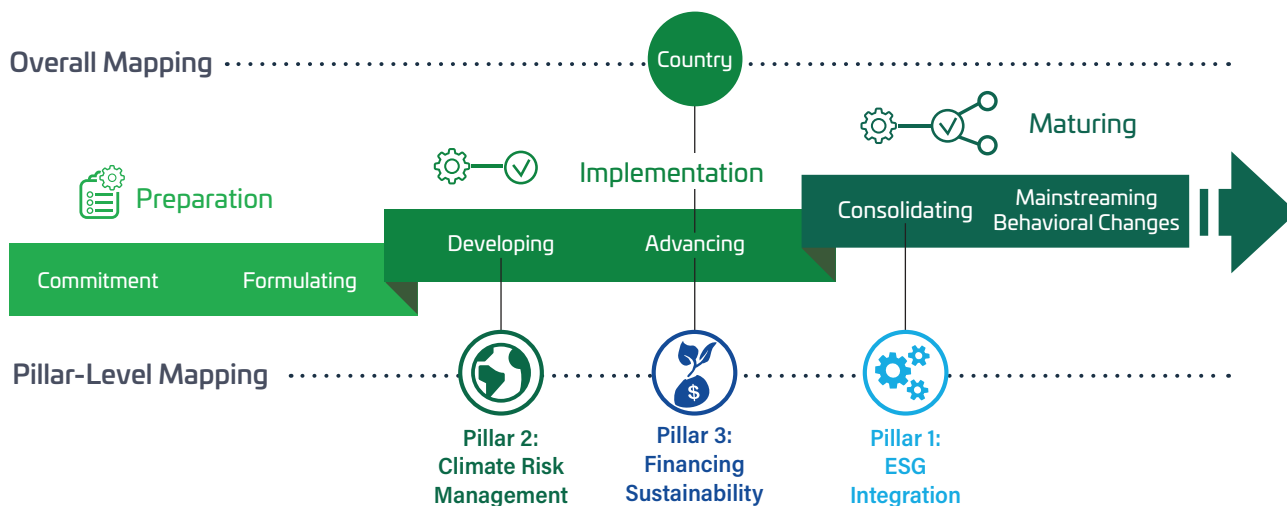 Overall Mapping
Country
Preparation
Implementation
Maturing
Commitment
Formulating
Developing
Advancing
Consolidating
Mainstreaming
Behavioral Changes
Pillar-Level Mapping
$
Pillar 2:
Climate Risk
Management
Pillar 3:
Financing
Sustainability
Pillar 1:
ESG
Integration